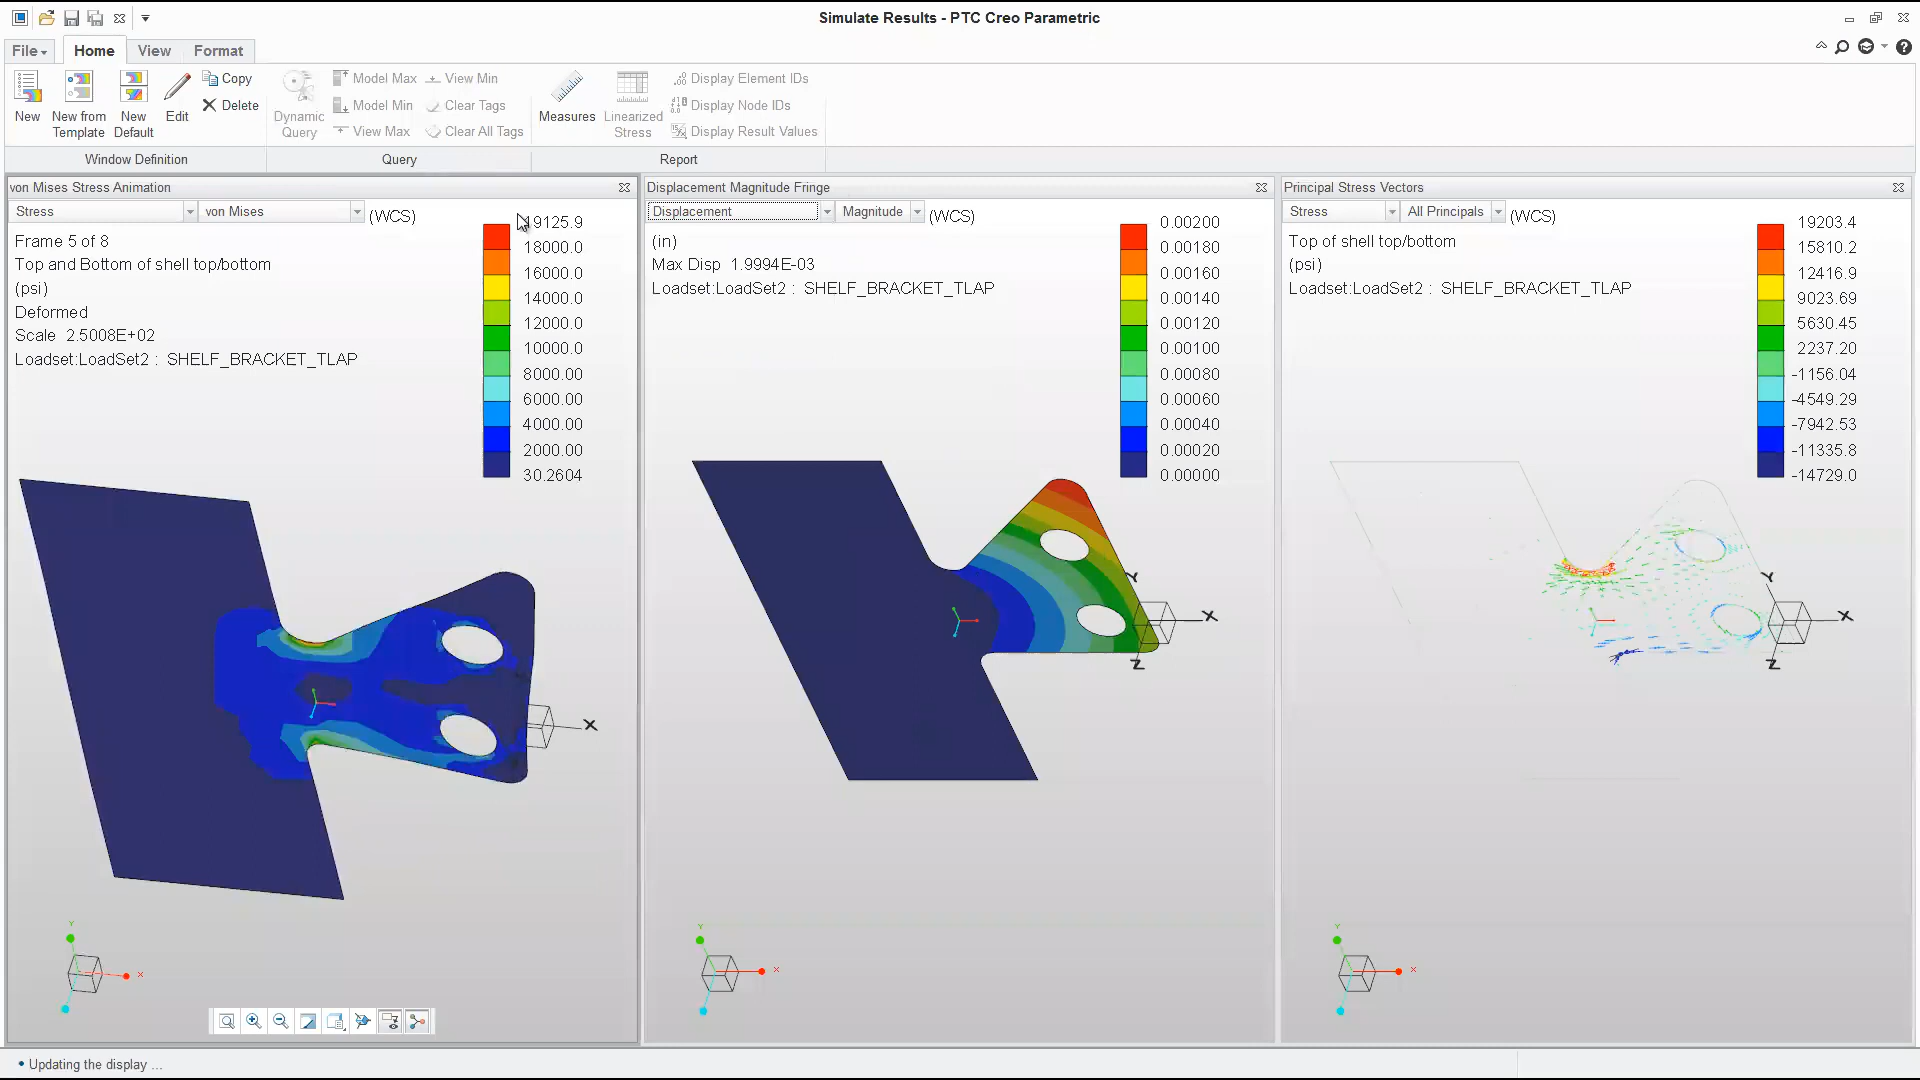 Simulate Results - PTC Creo Parametric
File Home View Format
New
New from Template
New Default
Edit
Copy
Delete
Dynamic Query
Model Max
Model Min
View Max
View Min
Clear Tags
Clear All Tags
Measures
Linearized Stress
Display Element IDs
Display Node IDs
Display Result Values
Window Definition Query Report
von Mises Stress Animation
Stress von Mises (WCS)
Frame 5 of 8
Top and Bottom of shell top/bottom
(psi)
Deformed
Scale 2.5008E+02
Loadset:LoadSet2 : SHELF_BRACKET_TLAP
9125.9
18000.0
16000.0
14000.0
12000.0
10000.0
8000.00
6000.00
4000.00
2000.00
30.2604
X
Y
X
Displacement Magnitude Fringe
Displacement Magnitude (WCS)
(in)
Max Disp 1.9994E-03
Loadset:LoadSet2 : SHELF_BRACKET_TLAP
0.00200
0.00180
0.00160
0.00140
0.00120
0.00100
0.00080
0.00060
0.00040
0.00020
0.00000
Y
X
Z
Y
X
Principal Stress Vectors
Stress All Principals (WCS)
Top of shell top/bottom
(psi)
Loadset:LoadSet2 : SHELF_BRACKET_TLAP
19203.4
15810.2
12416.9
9023.69
5630.45
2237.20
-1156.04
-4549.29
-7942.53
-11335.8
-14729.0
Y
X
Z
Y
X
• Updating the display ...